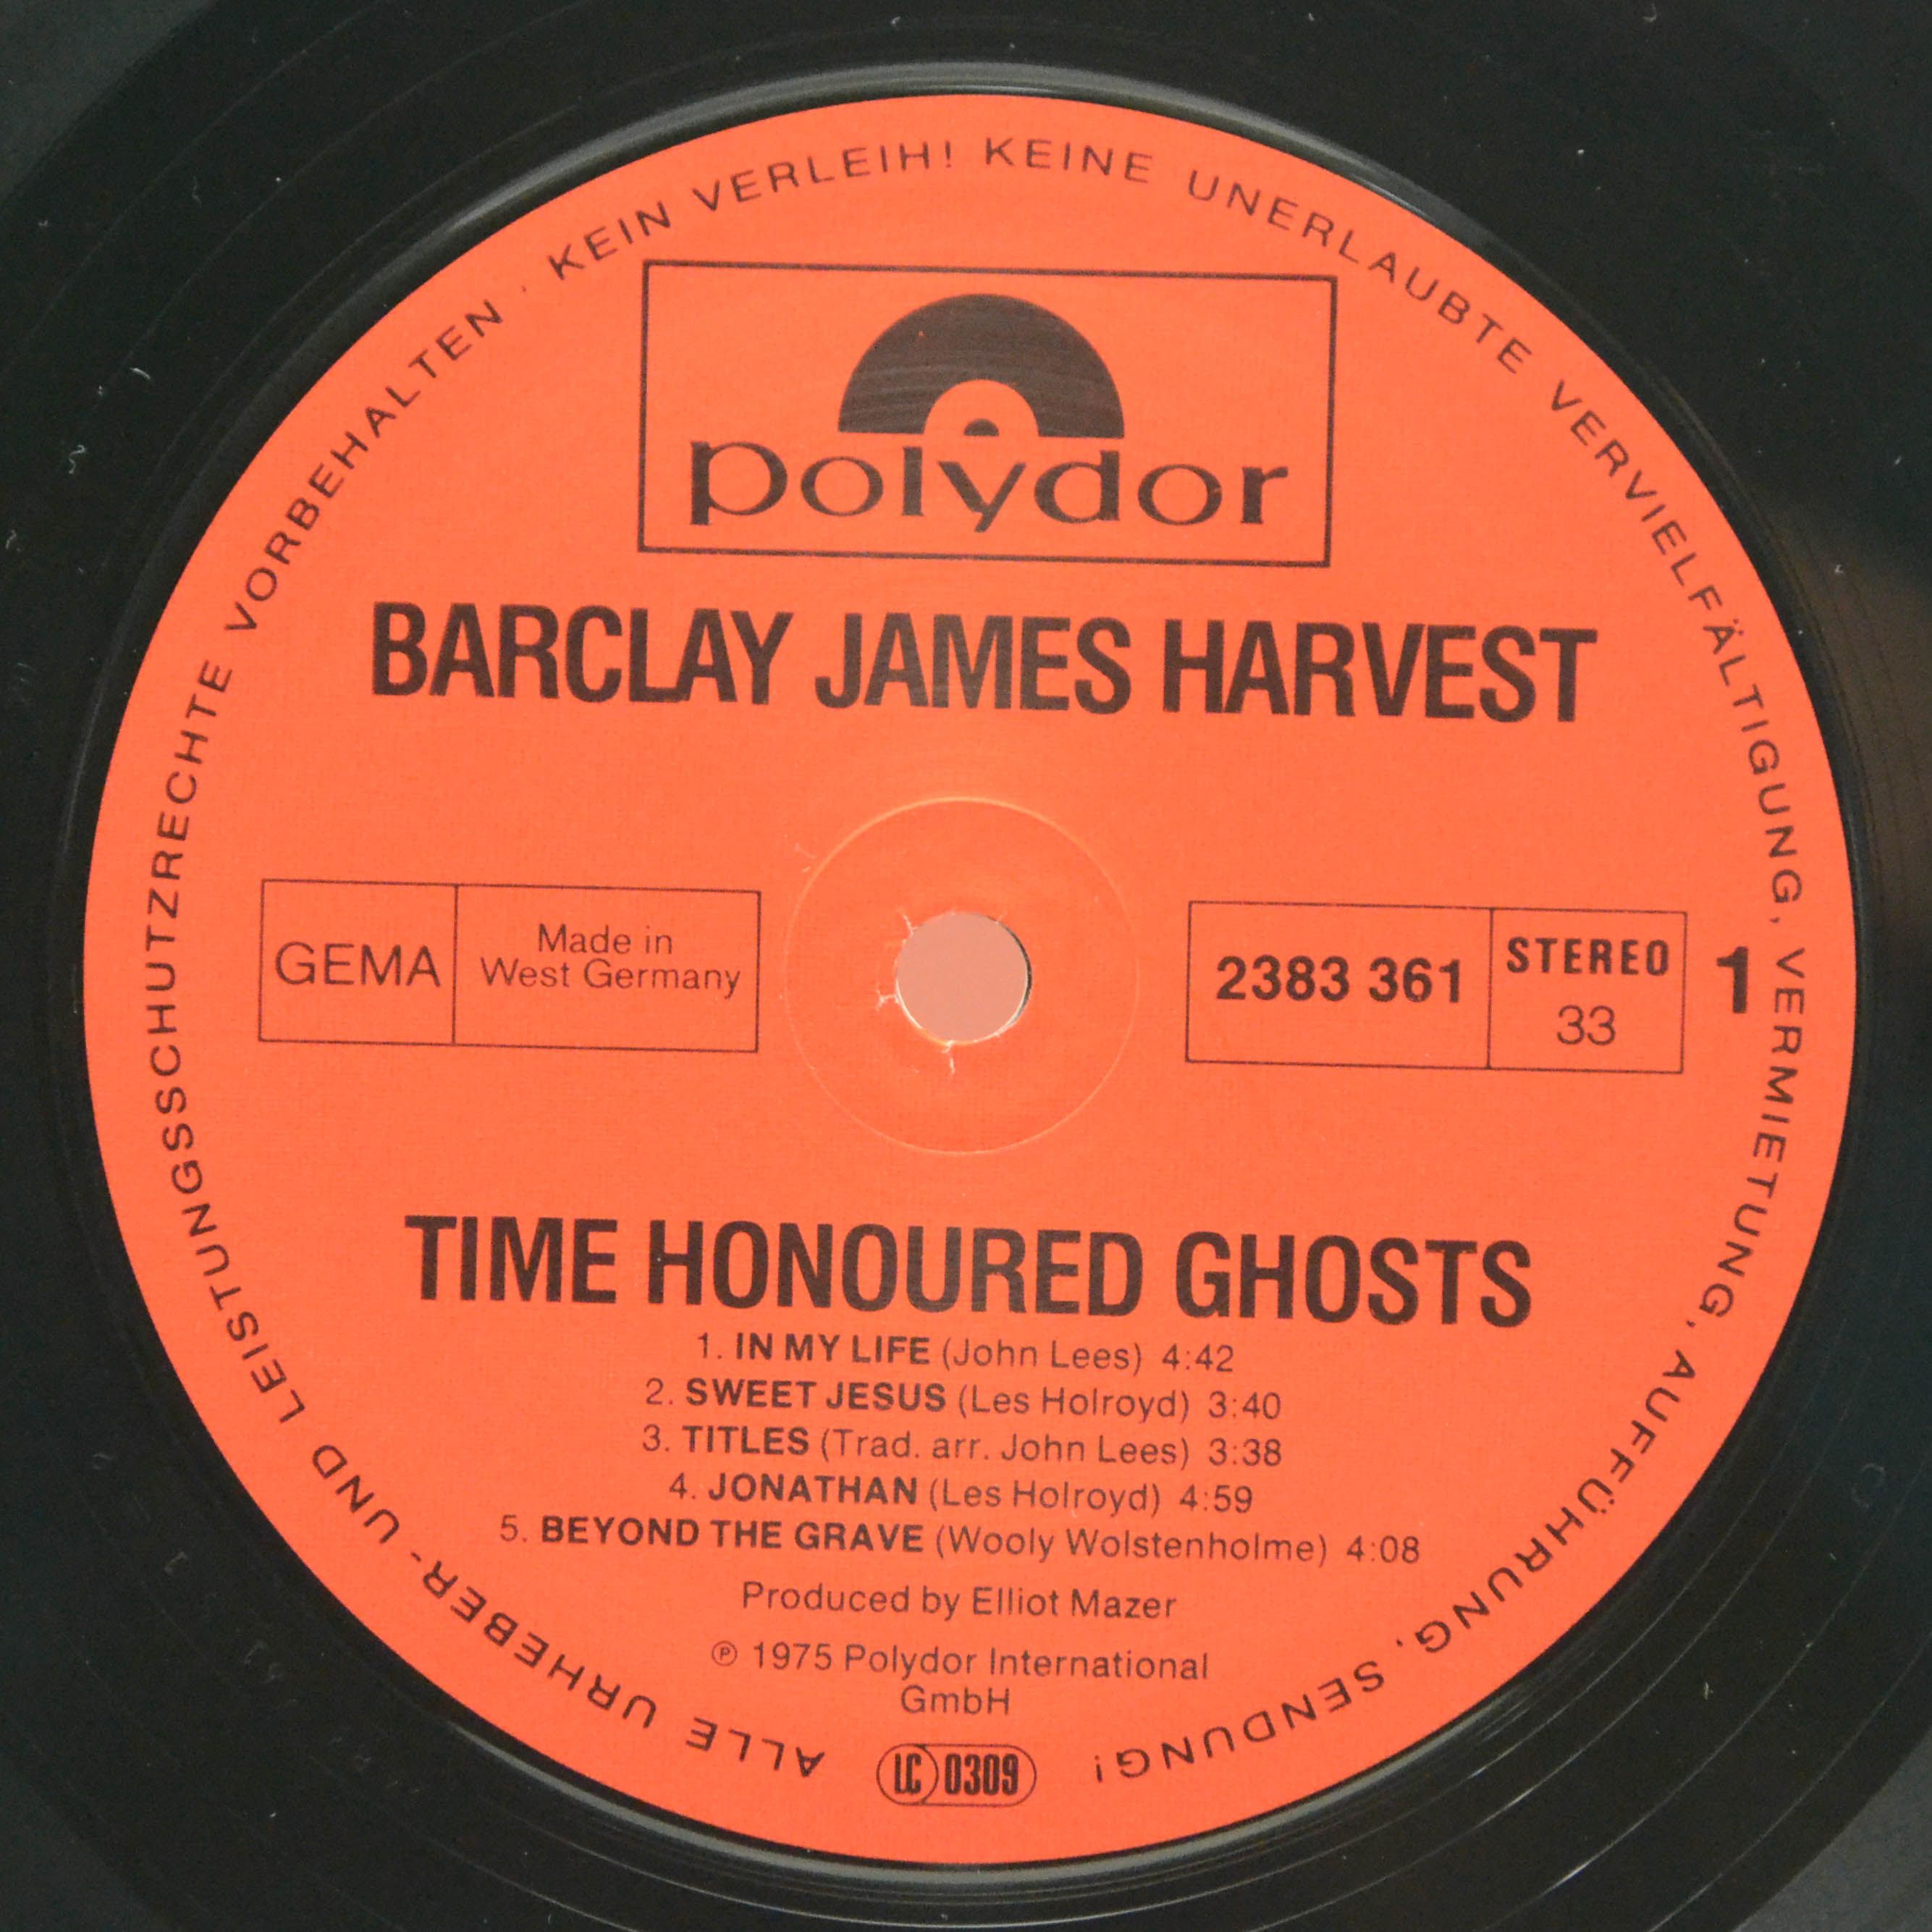 ALLE URHEBER- UND LEISTUNGSSCHUTZRECHTE VORBEHALTEN · KEIN VERLEIH! KEINE UNERLAUBTE VERVIELFÄLTIGUNG, VERMIETUNG, AUFFÜHRUNG, SENDUNG!
polydor
BARCLAY JAMES HARVEST
GEMA
Made in
West Germany
2383 361
STEREO
33
1
TIME HONOURED GHOSTS
1. IN MY LIFE (John Lees) 4:42
2. SWEET JESUS (Les Holroyd) 3:40
3. TITLES (Trad. arr. John Lees) 3:38
4. JONATHAN (Les Holroyd) 4:59
5. BEYOND THE GRAVE (Wooly Wolstenholme) 4:08
Produced by Elliot Mazer
℗ 1975 Polydor International
GmbH
LC 0309